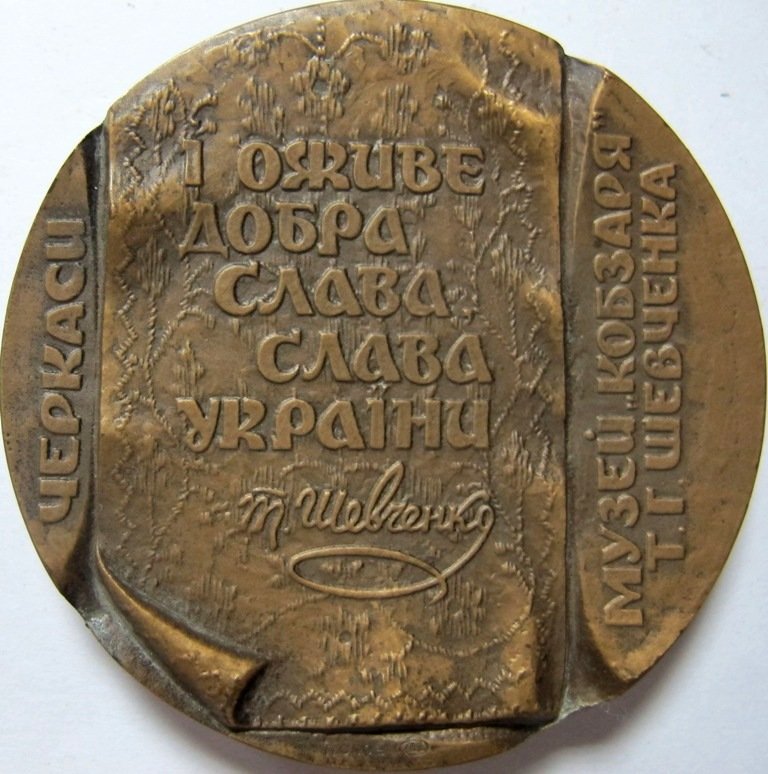 ЧЕРКАСИ
І ОЖИВЕ
ДОБРА
СЛАВА,
СЛАВА
УКРАЇНИ
Т. Шевченко
МУЗЕЙ „КОБЗАРЯ"
Т. Г. ШЕВЧЕНКА